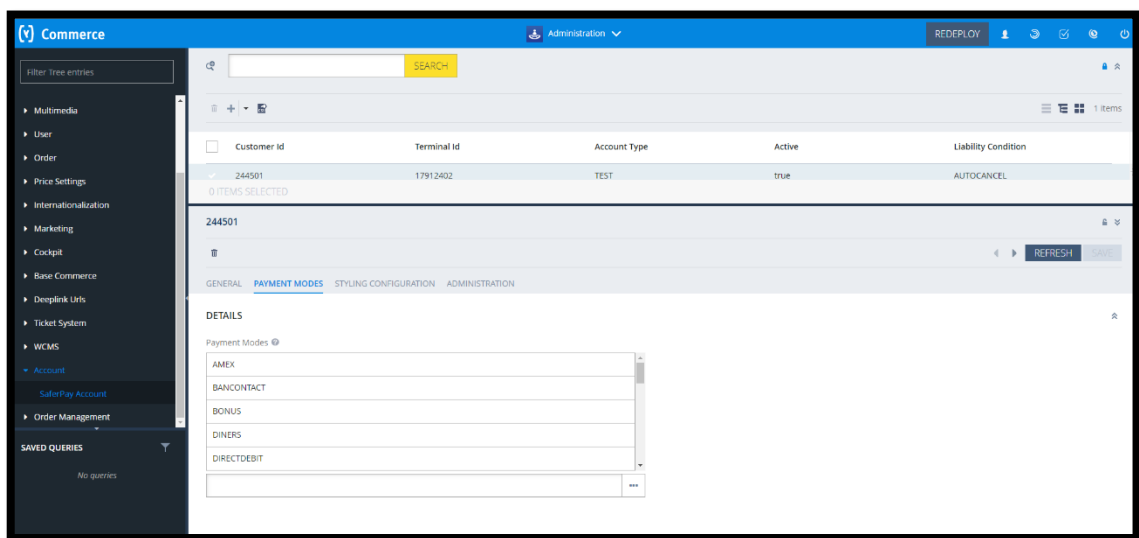 (y) Commerce
Administration
REDEPLOY
Filter Tree entries
Multimedia
User
Order
Price Settings
Internationalization
Marketing
Cockpit
Base Commerce
Deeplink Urls
Ticket System
WCMS
Account
SaferPay Account
Order Management
SAVED QUERIES
No queries
SEARCH
1 items
Customer Id Terminal Id Account Type Active Liability Condition
244501 17912402 TEST true AUTOCANCEL
0 ITEMS SELECTED
244501
REFRESH SAVE
GENERAL PAYMENT MODES STYLING CONFIGURATION ADMINISTRATION
DETAILS
Payment Modes
AMEX
BANCONTACT
BONUS
DINERS
DIRECTDEBIT